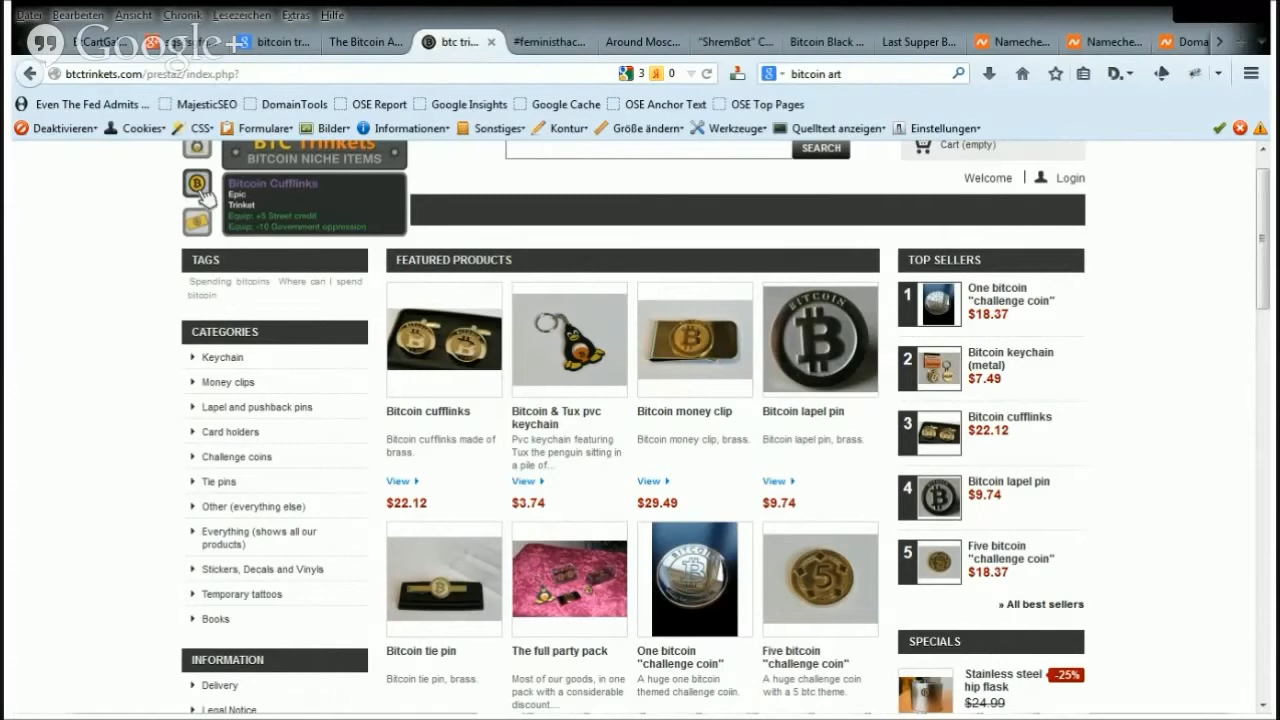 Datei Bearbeiten Ansicht Chronik Lesezeichen Extras Hilfe
Google+
BitCartGal... bitcoin tr... The Bitcoin A... btc tri... × #feministhac... Around Mosc... "ShremBot" C... Bitcoin Black ... Last Supper B... Nameche... Nameche... Doma
btctrinkets.com/presta2/index.php? 3 0 bitcoin art
Even The Fed Admits ... MajesticSEO DomainTools OSE Report Google Insights Google Cache OSE Anchor Text OSE Top Pages
Deaktivieren Cookies CSS Formulare Bilder Informationen Sonstiges Kontur Größe ändern Werkzeuge Quelltext anzeigen Einstellungen
BTC Trinkets
BITCOIN NICHE ITEMS
SEARCH
Cart (empty)
Welcome Login
Bitcoin Cufflinks
Epic
Trinket
Equip: +5 Street credit
Equip: -10 Government oppression
TAGS
Spending bitcoins Where can I spend
bitcoin
CATEGORIES
Keychain
Money clips
Lapel and pushback pins
Card holders
Challenge coins
Tie pins
Other (everything else)
Everything (shows all our
products)
Stickers, Decals and Vinyls
Temporary tattoos
Books
INFORMATION
Delivery
Legal Notice
FEATURED PRODUCTS
BITCOIN
Bitcoin cufflinks
Bitcoin cufflinks made of
brass.
View
$22.12
Bitcoin & Tux pvc
keychain
Pvc keychain featuring
Tux the penguin sitting in
a pile of...
View
$3.74
Bitcoin money clip
Bitcoin money clip, brass.
View
$29.49
Bitcoin lapel pin
Bitcoin lapel pin, brass.
View
$9.74
Bitcoin tie pin
Bitcoin tie pin, brass.
The full party pack
Most of our goods, in one
pack with a considerable
discount....
BITCOIN
One bitcoin
"challenge coin"
A huge one bitcoin
themed challenge coin.
5
Five bitcoin
"challenge coin"
A huge challenge coin
with a 5 btc theme.
TOP SELLERS
1
One bitcoin
"challenge coin"
$18.37
2
Bitcoin keychain
(metal)
$7.49
3
Bitcoin cufflinks
$22.12
4
Bitcoin lapel pin
$9.74
5
Five bitcoin
"challenge coin"
$18.37
» All best sellers
SPECIALS
Stainless steel
hip flask
-25%
$24.99